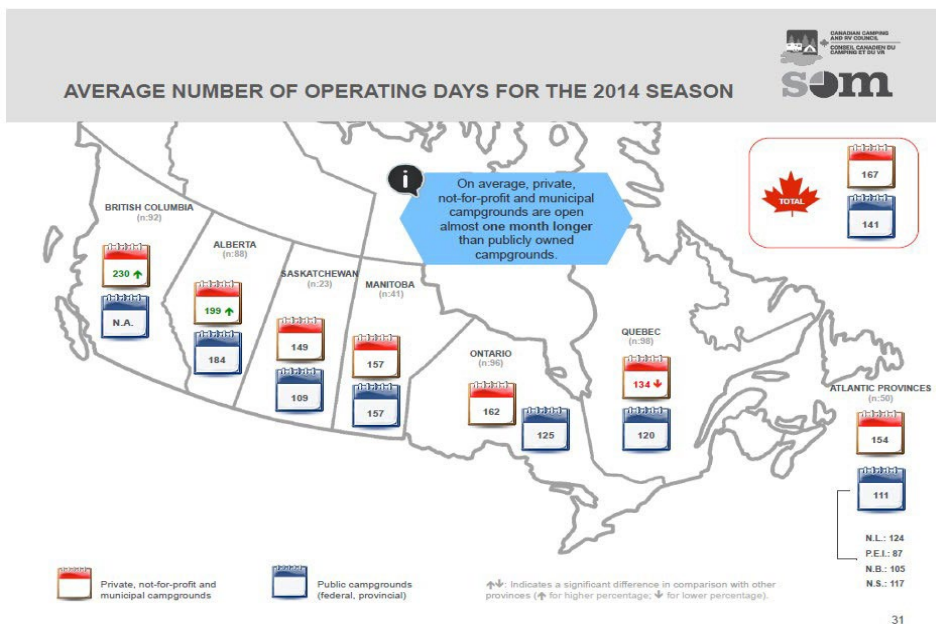 CANADIAN CAMPING
AND RV COUNCIL
CONSEIL CANADIEN DU
CAMPING ET DU VR
som
AVERAGE NUMBER OF OPERATING DAYS FOR THE 2014 SEASON
i
On average, private,
not-for-profit and municipal
campgrounds are open
almost one month longer
than publicly owned
campgrounds.
TOTAL
167
141
BRITISH COLUMBIA
(n:92)
230 ↑
N.A.
ALBERTA
(n:88)
199 ↑
184
SASKATCHEWAN
(n:23)
149
109
MANITOBA
(n:41)
157
157
ONTARIO
(n:96)
162
125
QUEBEC
(n:98)
134 ↓
120
ATLANTIC PROVINCES
(n:50)
154
111
N.L.: 124
P.E.I.: 87
N.B.: 105
N.S.: 117
Private, not-for-profit and
municipal campgrounds
Public campgrounds
(federal, provincial)
↑↓: Indicates a significant difference in comparison with other
provinces (↑ for higher percentage; ↓ for lower percentage).
31